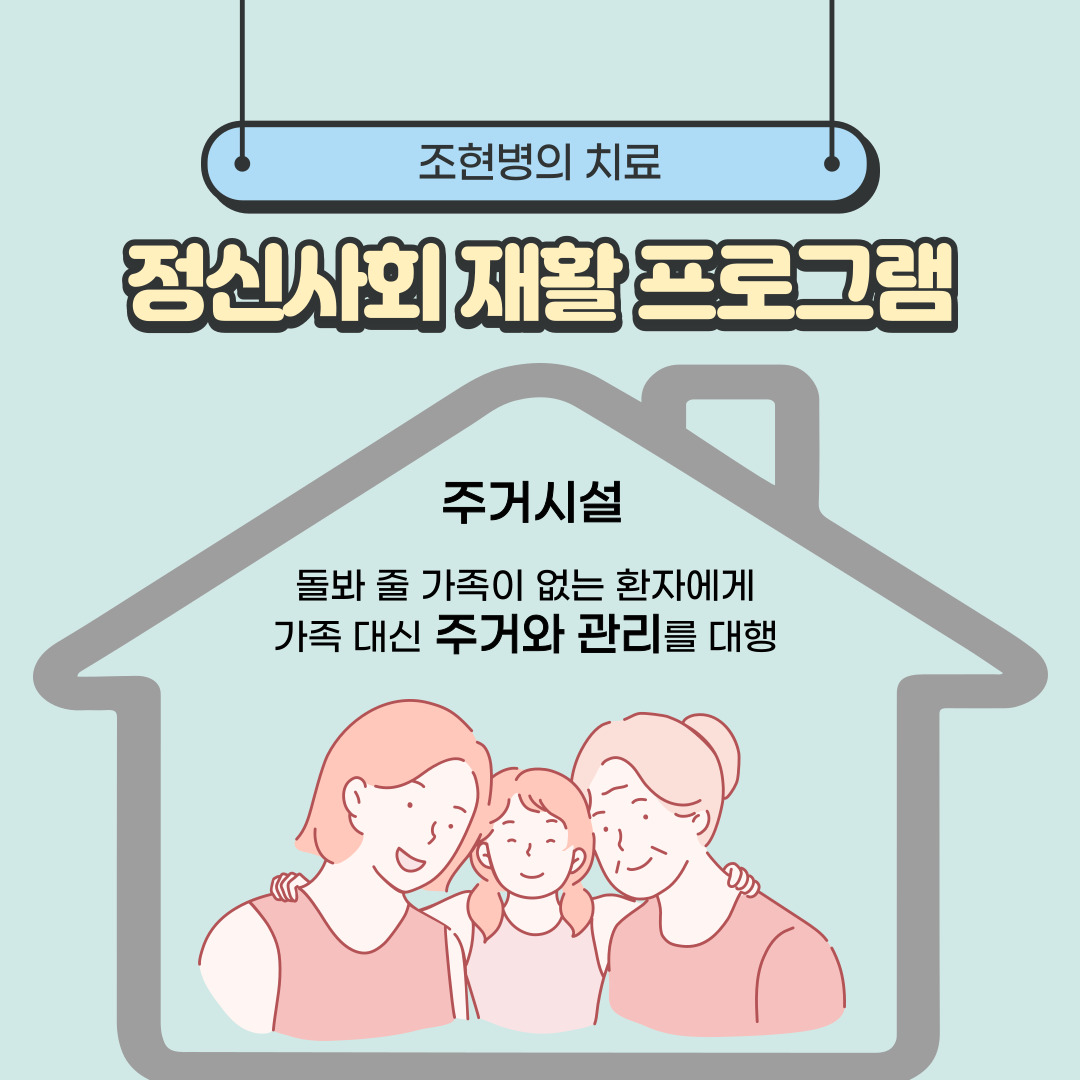 조현병의 치료
정신사회 재활 프로그램
주거시설
돌봐 줄 가족이 없는 환자에게
가족 대신 주거와 관리를 대행